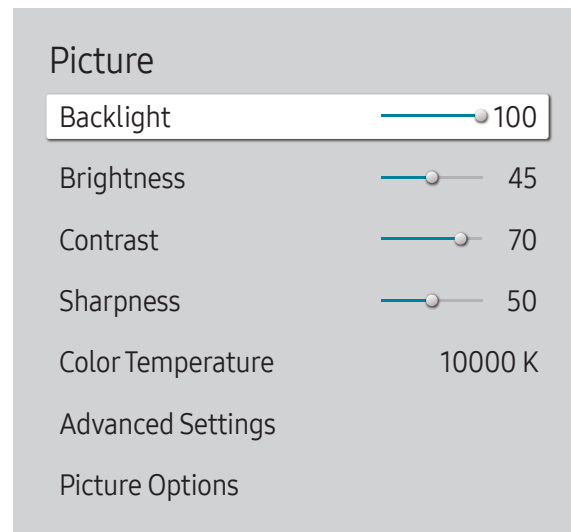 Picture
Backlight 100
Brightness 45
Contrast 70
Sharpness 50
Color Temperature 10000 K
Advanced Settings
Picture Options